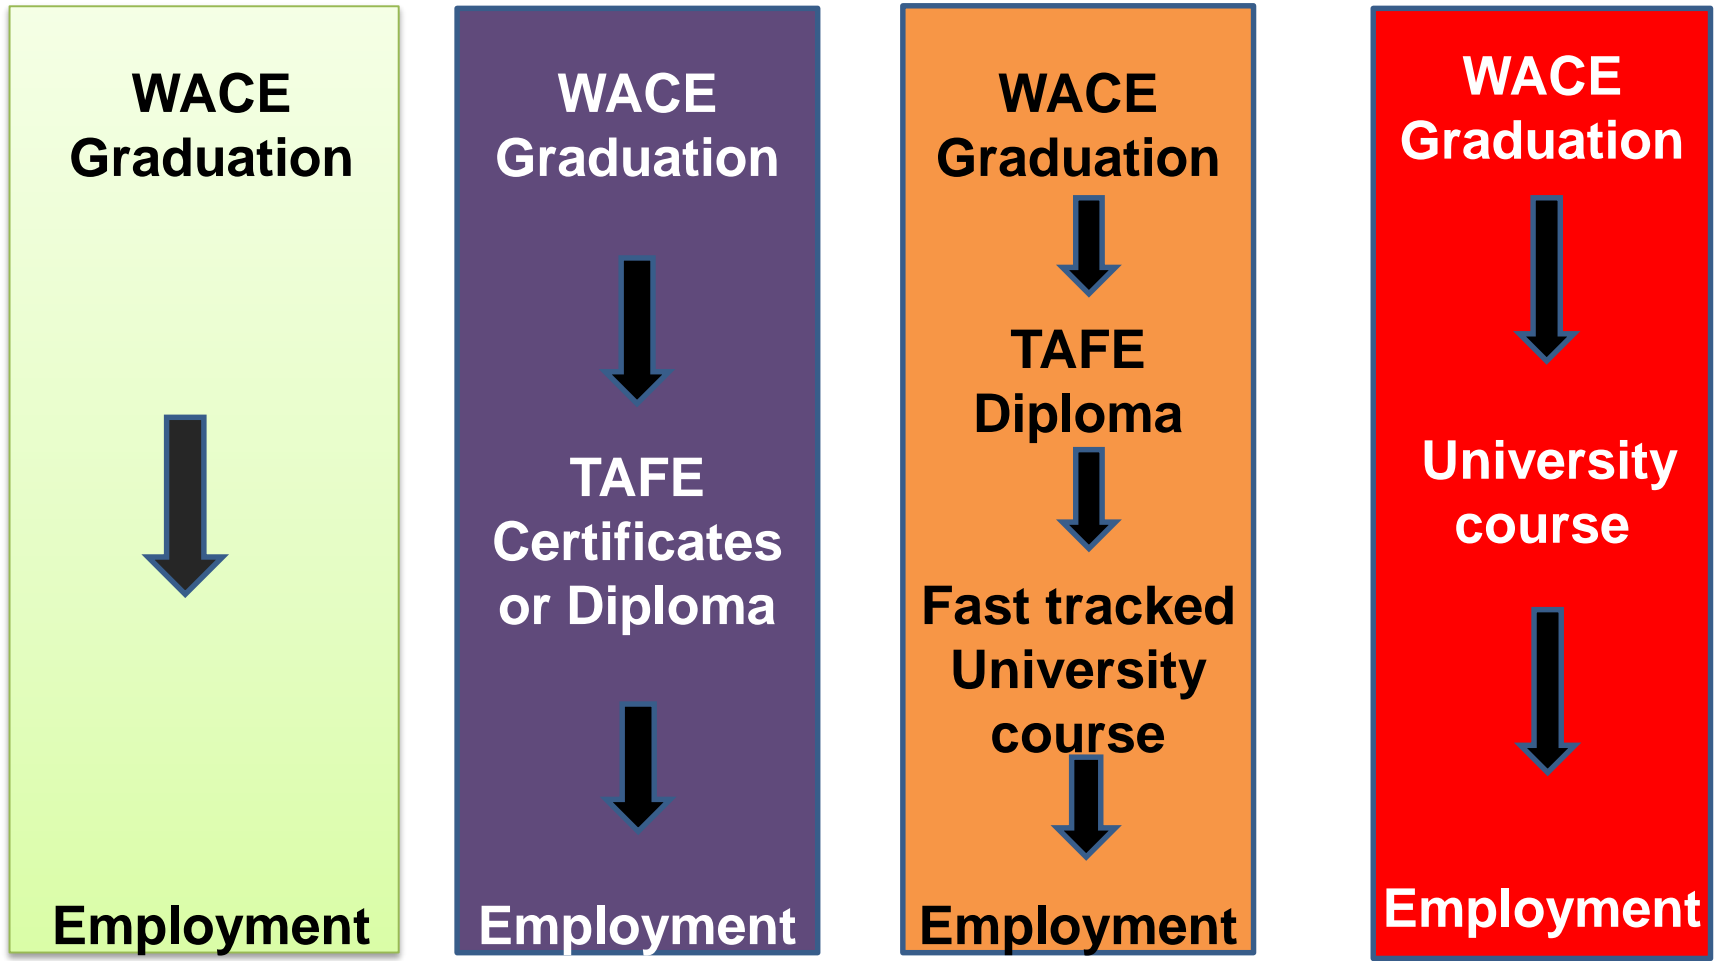 WACE
Graduation
Employment
WACE
Graduation
TAFE
Certificates
or Diploma
Employment
WACE
Graduation
TAFE
Diploma
Fast tracked
University
course
Employment
WACE
Graduation
University
course
Employment